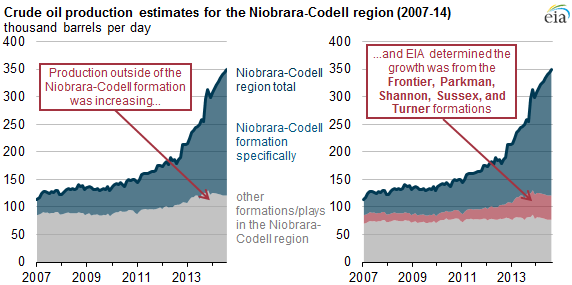 Crude oil production estimates for the Niobrara-Codell region (2007-14)
thousand barrels per day
eia
400
350
300
250
200
150
100
50
0
2007
2009
2011
2013
Production outside of the
Niobrara-Codell formation
was increasing...
Niobrara-Codell
region total
Niobrara-Codell
formation
specifically
other
formations/plays
in the Niobrara-
Codell region
400
350
300
250
200
150
100
50
0
2007
2009
2011
2013
...and EIA determined the
growth was from the
Frontier, Parkman,
Shannon, Sussex, and
Turner formations